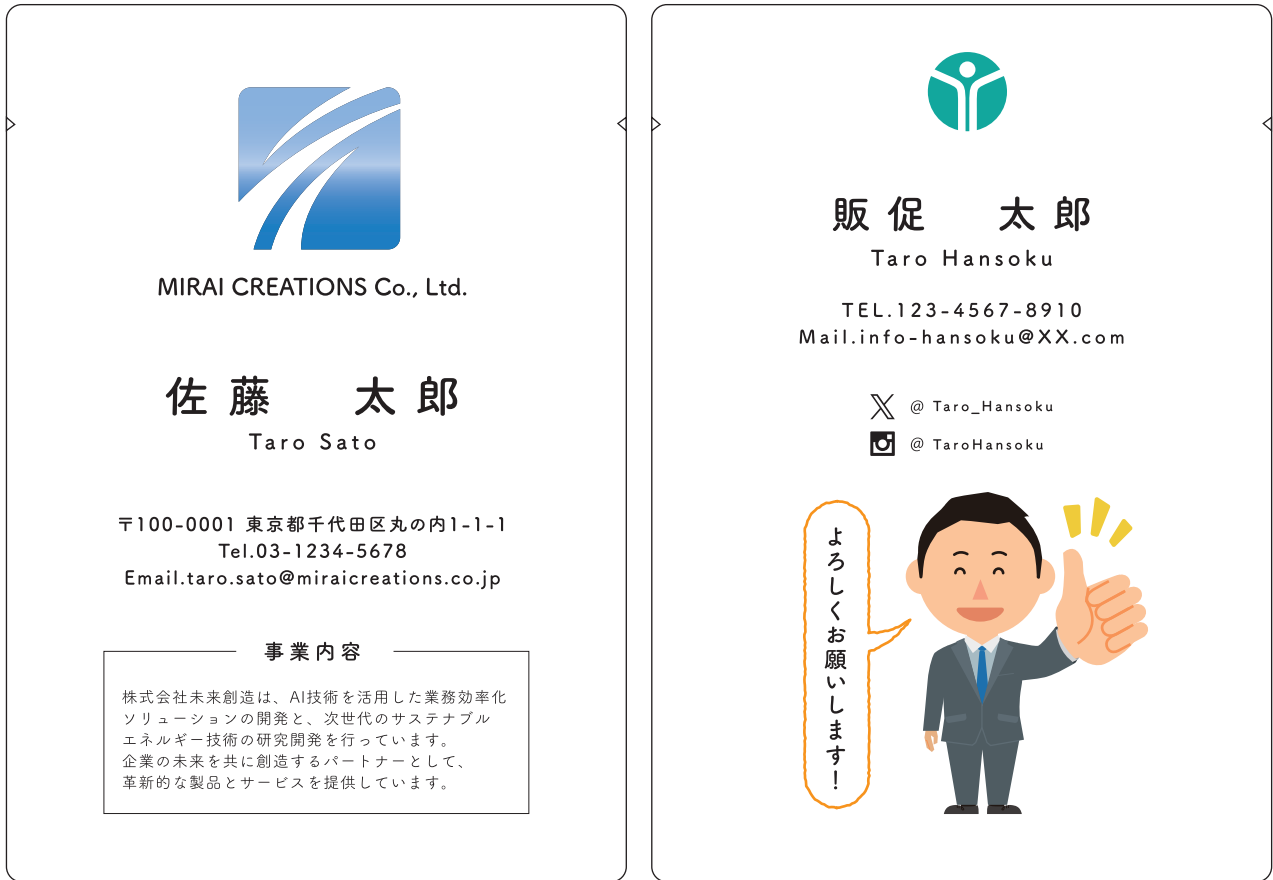 MIRAI CREATIONS Co., Ltd.
佐藤　太郎
Taro Sato
〒100-0001 東京都千代田区丸の内1-1-1
Tel.03-1234-5678
Email.taro.sato@miraicreations.co.jp
事業内容
株式会社未来創造は、AI技術を活用した業務効率化
ソリューションの開発と、次世代のサステナブル
エネルギー技術の研究開発を行っています。
企業の未来を共に創造するパートナーとして、
革新的な製品とサービスを提供しています。
販促　太郎
Taro Hansoku
TEL.123-4567-8910
Mail.info-hansoku@XX.com
@ Taro_Hansoku
@ TaroHansoku
よろしくお願いします！